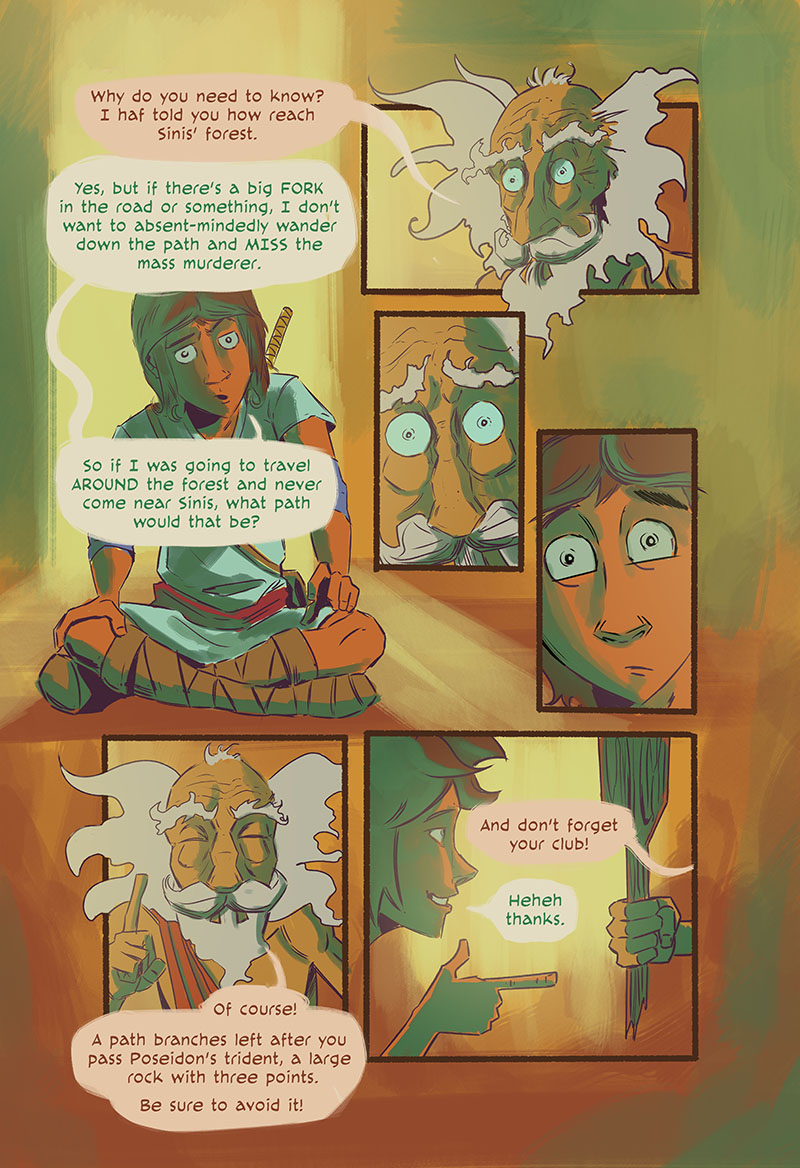 Why do you need to know?
I haf told you how reach
Sinis' forest.
Yes, but if there's a big FORK
in the road or something, I don't
want to absent-mindedly wander
down the path and MISS the
mass murderer.
So if I was going to travel
AROUND the forest and never
come near Sinis, what path
would that be?
Of course!
A path branches left after you
pass Poseidon's trident, a large
rock with three points.
Be sure to avoid it!
And don't forget
your club!
Heheh
thanks.